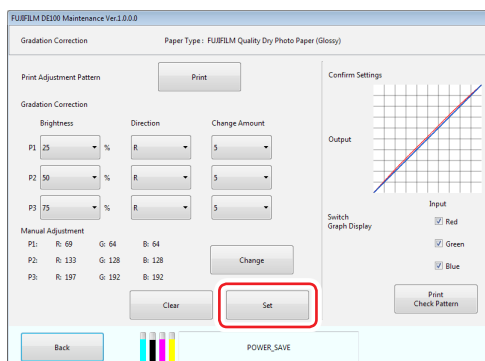 FUJIFILM DE100 Maintenance Ver.1.0.0.0
Gradation Correction
Paper Type : FUJIFILM Quality Dry Photo Paper (Glossy)
Print Adjustment Pattern
Print
Confirm Settings
Gradation Correction
Brightness Direction Change Amount
Output
P1 25 % R 5
P2 50 % R 5
P3 75 % R 5
Input
Switch
Graph Display
Red
Green
Blue
Manual Adjustment
P1: R: 69 G: 64 B: 64
P2: R: 133 G: 128 B: 128
P3: R: 197 G: 192 B: 192
Change
Clear
Set
Print
Check Pattern
Back
POWER_SAVE